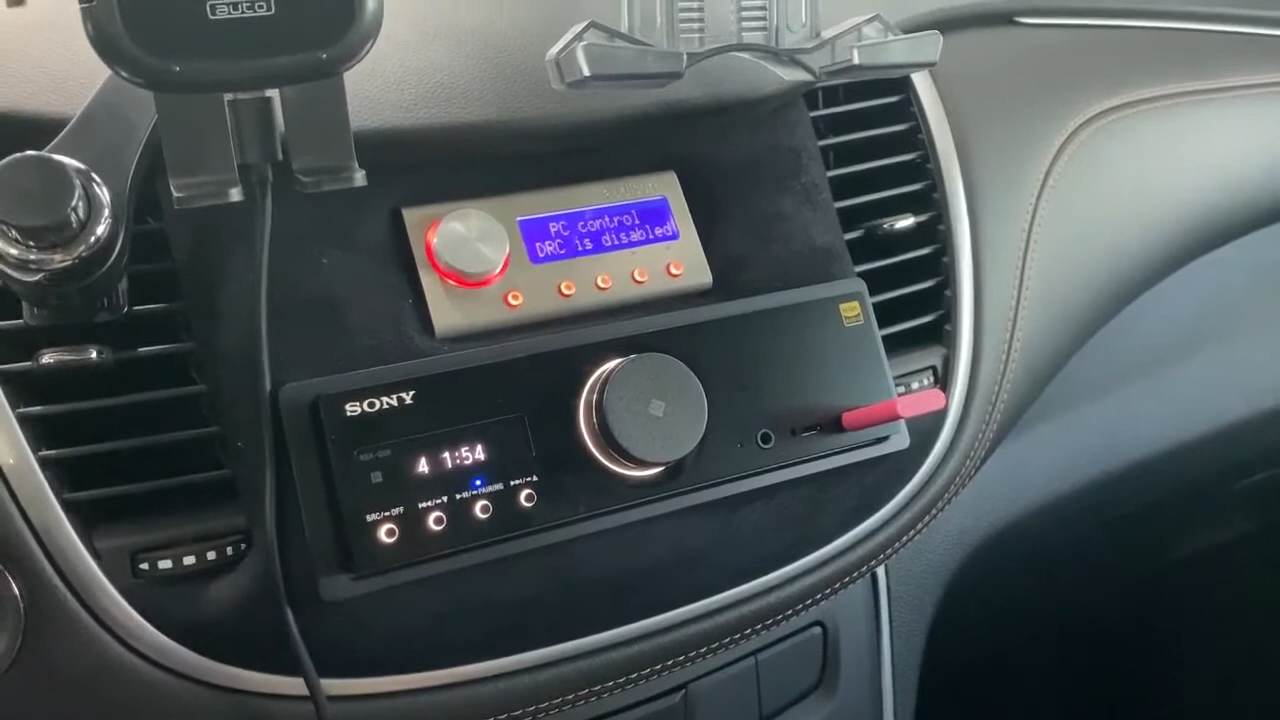 auto
PC control
DRC is disabled
SONY
4 1:54
SRC/⏻OFF
PAIRING